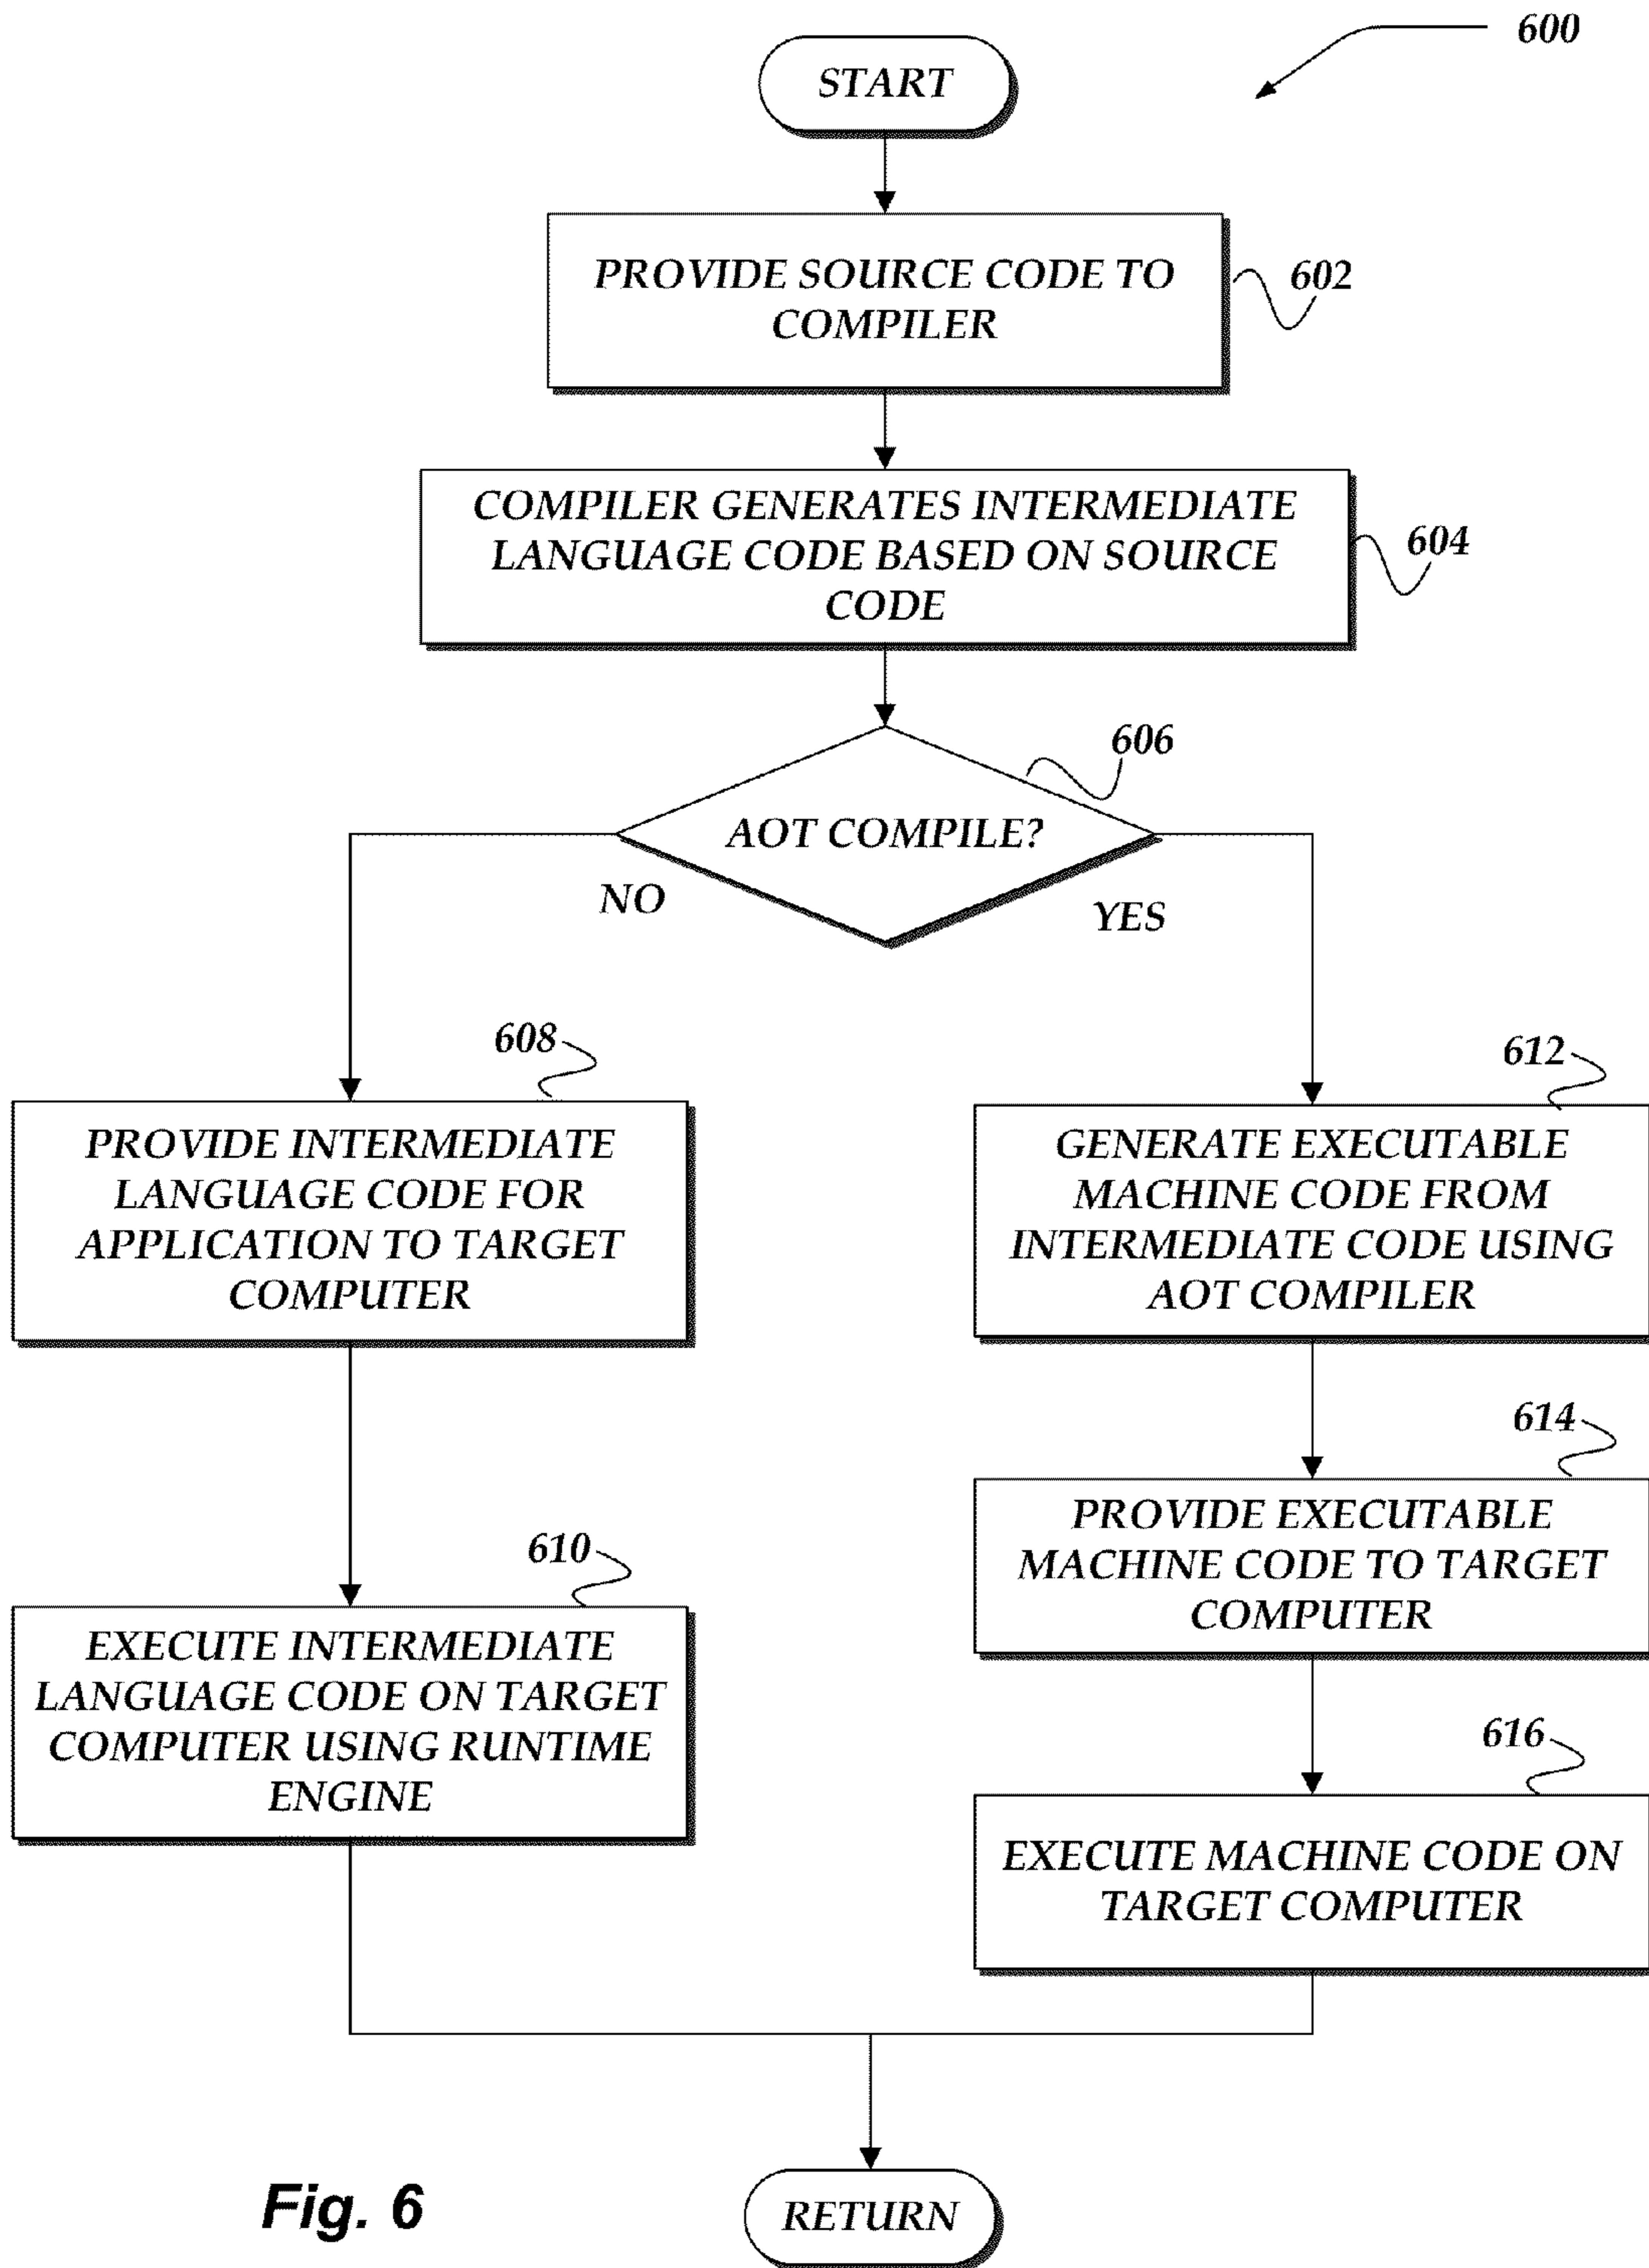 600
START
PROVIDE SOURCE CODE TO
COMPILER
602
COMPILER GENERATES INTERMEDIATE
LANGUAGE CODE BASED ON SOURCE
CODE
604
606
AOT COMPILE?
NO
YES
608
PROVIDE INTERMEDIATE
LANGUAGE CODE FOR
APPLICATION TO TARGET
COMPUTER
610
EXECUTE INTERMEDIATE
LANGUAGE CODE ON TARGET
COMPUTER USING RUNTIME
ENGINE
612
GENERATE EXECUTABLE
MACHINE CODE FROM
INTERMEDIATE CODE USING
AOT COMPILER
614
PROVIDE EXECUTABLE
MACHINE CODE TO TARGET
COMPUTER
616
EXECUTE MACHINE CODE ON
TARGET COMPUTER
RETURN
Fig. 6